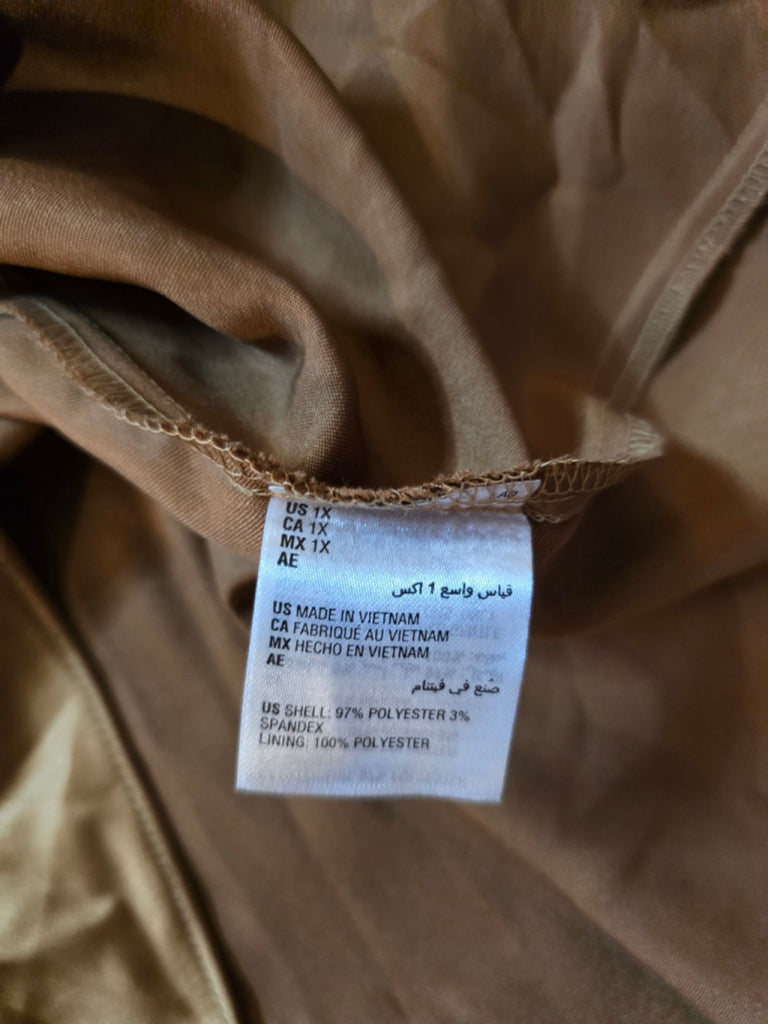 US 1X
CA 1X
MX 1X
AE
قياس واسع 1 اكس
US MADE IN VIETNAM
CA FABRIQUÉ AU VIETNAM
MX HECHO EN VIETNAM
AE
صُنع في فيتنام
US SHELL: 97% POLYESTER 3%
SPANDEX
LINING: 100% POLYESTER